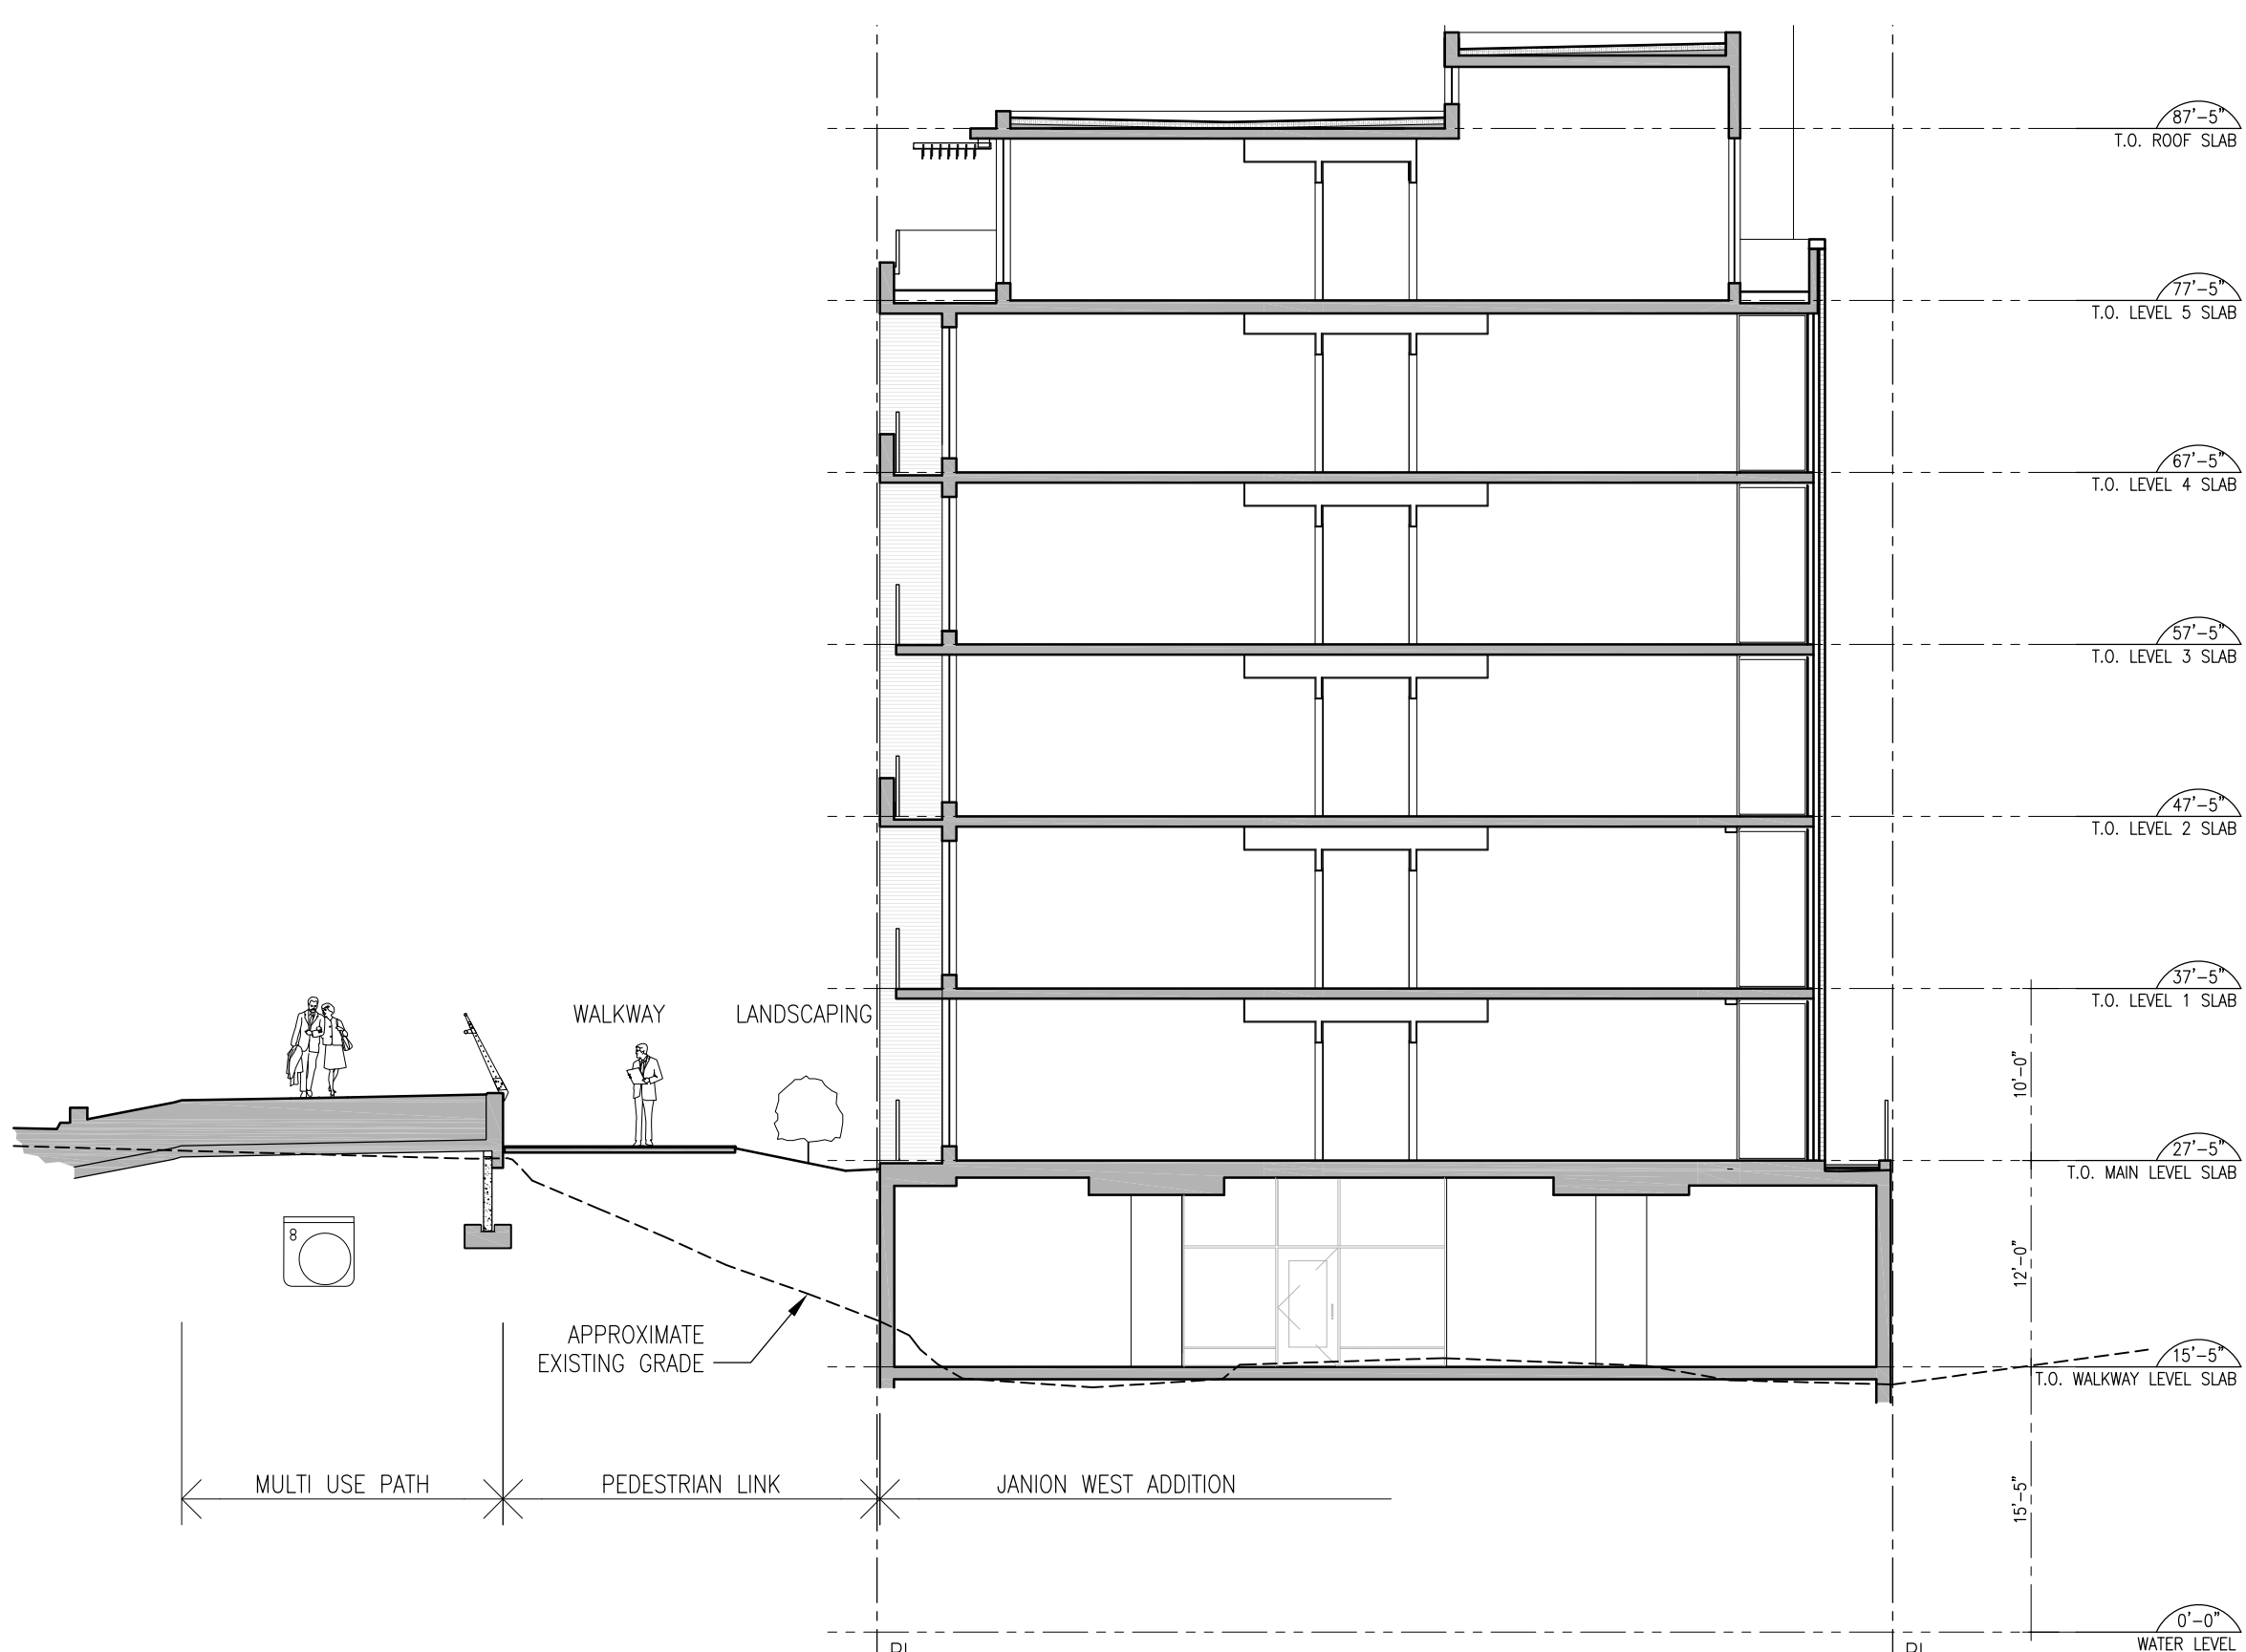 87'-5"
T.O. ROOF SLAB
77'-5"
T.O. LEVEL 5 SLAB
67'-5"
T.O. LEVEL 4 SLAB
57'-5"
T.O. LEVEL 3 SLAB
47'-5"
T.O. LEVEL 2 SLAB
37'-5"
T.O. LEVEL 1 SLAB
WALKWAY
LANDSCAPING
10'-0"
27'-5"
T.O. MAIN LEVEL SLAB
12'-0"
APPROXIMATE
EXISTING GRADE
15'-5"
T.O. WALKWAY LEVEL SLAB
MULTI USE PATH
PEDESTRIAN LINK
JANION WEST ADDITION
15'-5"
0'-0"
WATER LEVEL
PL
PL